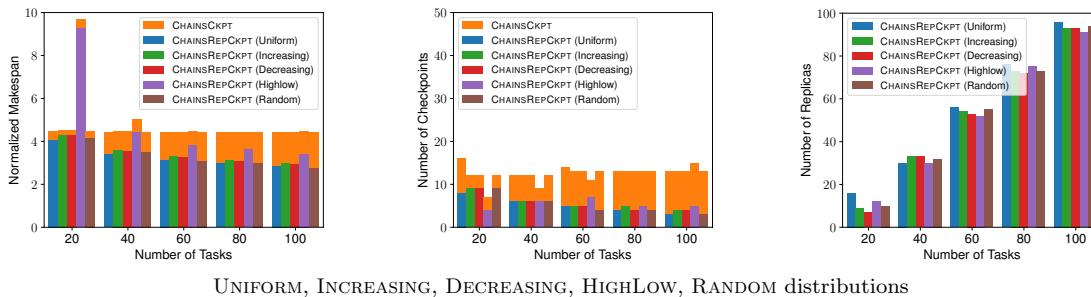 10
8
6
4
2
0
Normalized Makespan
CHAINSCKPT
CHAINSREPCKPT (Uniform)
CHAINSREPCKPT (Increasing)
CHAINSREPCKPT (Decreasing)
CHAINSREPCKPT (Highlow)
CHAINSREPCKPT (Random)
20 40 60 80 100
Number of Tasks
50
40
30
20
10
0
Number of Checkpoints
CHAINSCKPT
CHAINSREPCKPT (Uniform)
CHAINSREPCKPT (Increasing)
CHAINSREPCKPT (Decreasing)
CHAINSREPCKPT (Highlow)
CHAINSREPCKPT (Random)
20 40 60 80 100
Number of Tasks
100
80
60
40
20
0
Number of Replicas
CHAINSREPCKPT (Uniform)
CHAINSREPCKPT (Increasing)
CHAINSREPCKPT (Decreasing)
CHAINSREPCKPT (Highlow)
CHAINSREPCKPT (Random)
20 40 60 80 100
Number of Tasks
UNIFORM, INCREASING, DECREASING, HIGHLOW, RANDOM distributions